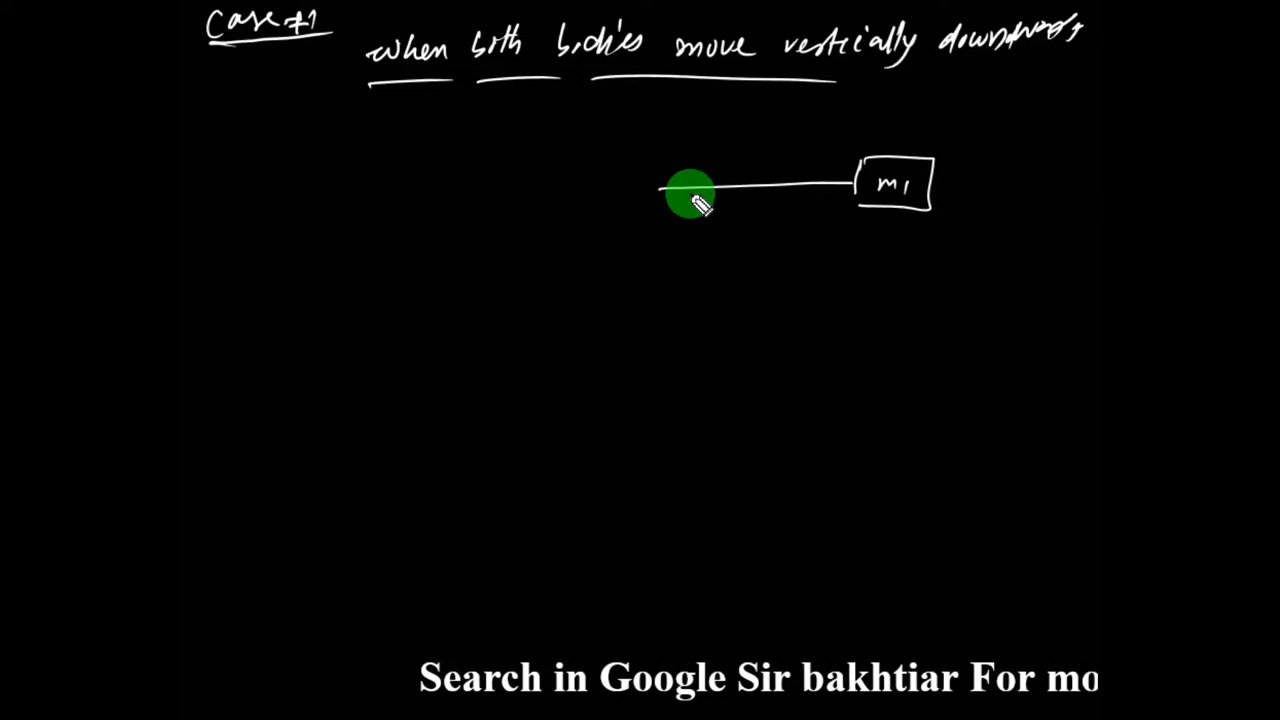 Case #1
when both bodies move vertically downwards
m1
Search in Google Sir bakhtiar For mo